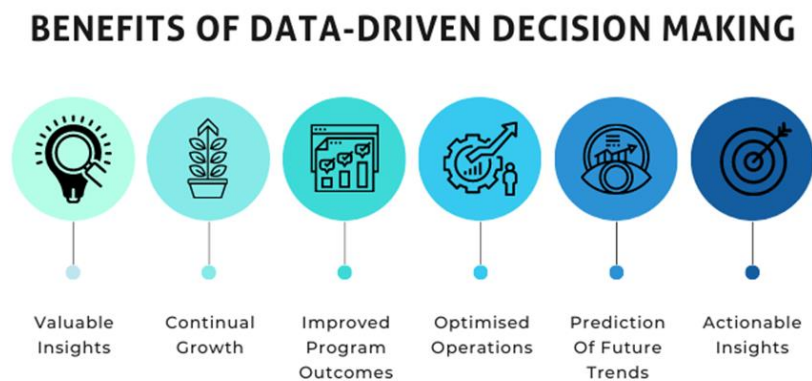 BENEFITS OF DATA-DRIVEN DECISION MAKING
Valuable
Insights
Continual
Growth
Improved
Program
Outcomes
Optimised
Operations
Prediction
Of Future
Trends
Actionable
Insights